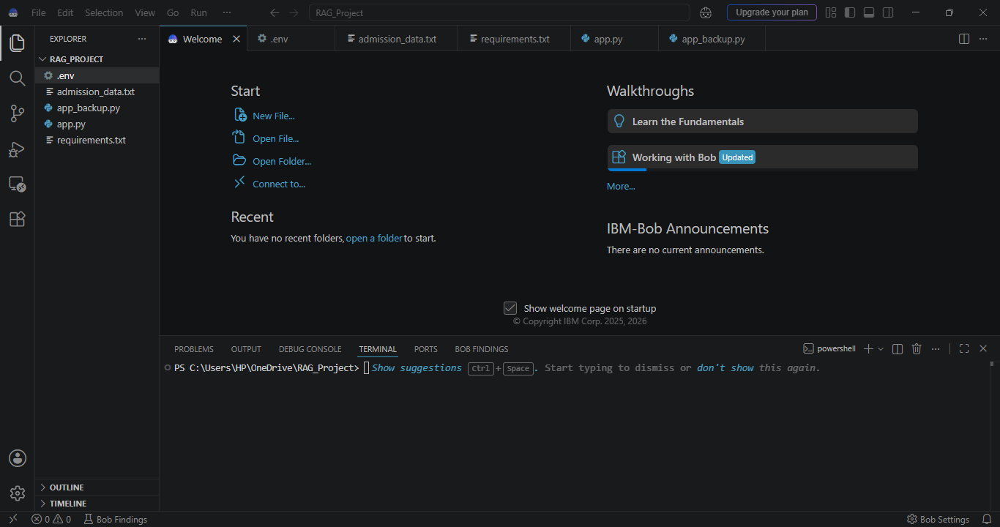 File Edit Selection View Go Run ··· RAG_Project Upgrade your plan
EXPLORER ···
RAG_PROJECT
.env
admission_data.txt
app_backup.py
app.py
requirements.txt
OUTLINE
TIMELINE
Welcome .env admission_data.txt requirements.txt app.py app_backup.py ···
Start
New File...
Open File...
Open Folder...
Connect to...
Recent
You have no recent folders, open a folder to start.
Walkthroughs
Learn the Fundamentals
Working with Bob Updated
More...
IBM-Bob Announcements
There are no current announcements.
Show welcome page on startup
© Copyright IBM Corp. 2025, 2026
PROBLEMS OUTPUT DEBUG CONSOLE TERMINAL PORTS BOB FINDINGS powershell ···
PS C:\Users\HP\OneDrive\RAG_Project> Show suggestions Ctrl + Space . Start typing to dismiss or don't show this again.
0 0 Bob Findings Bob Settings